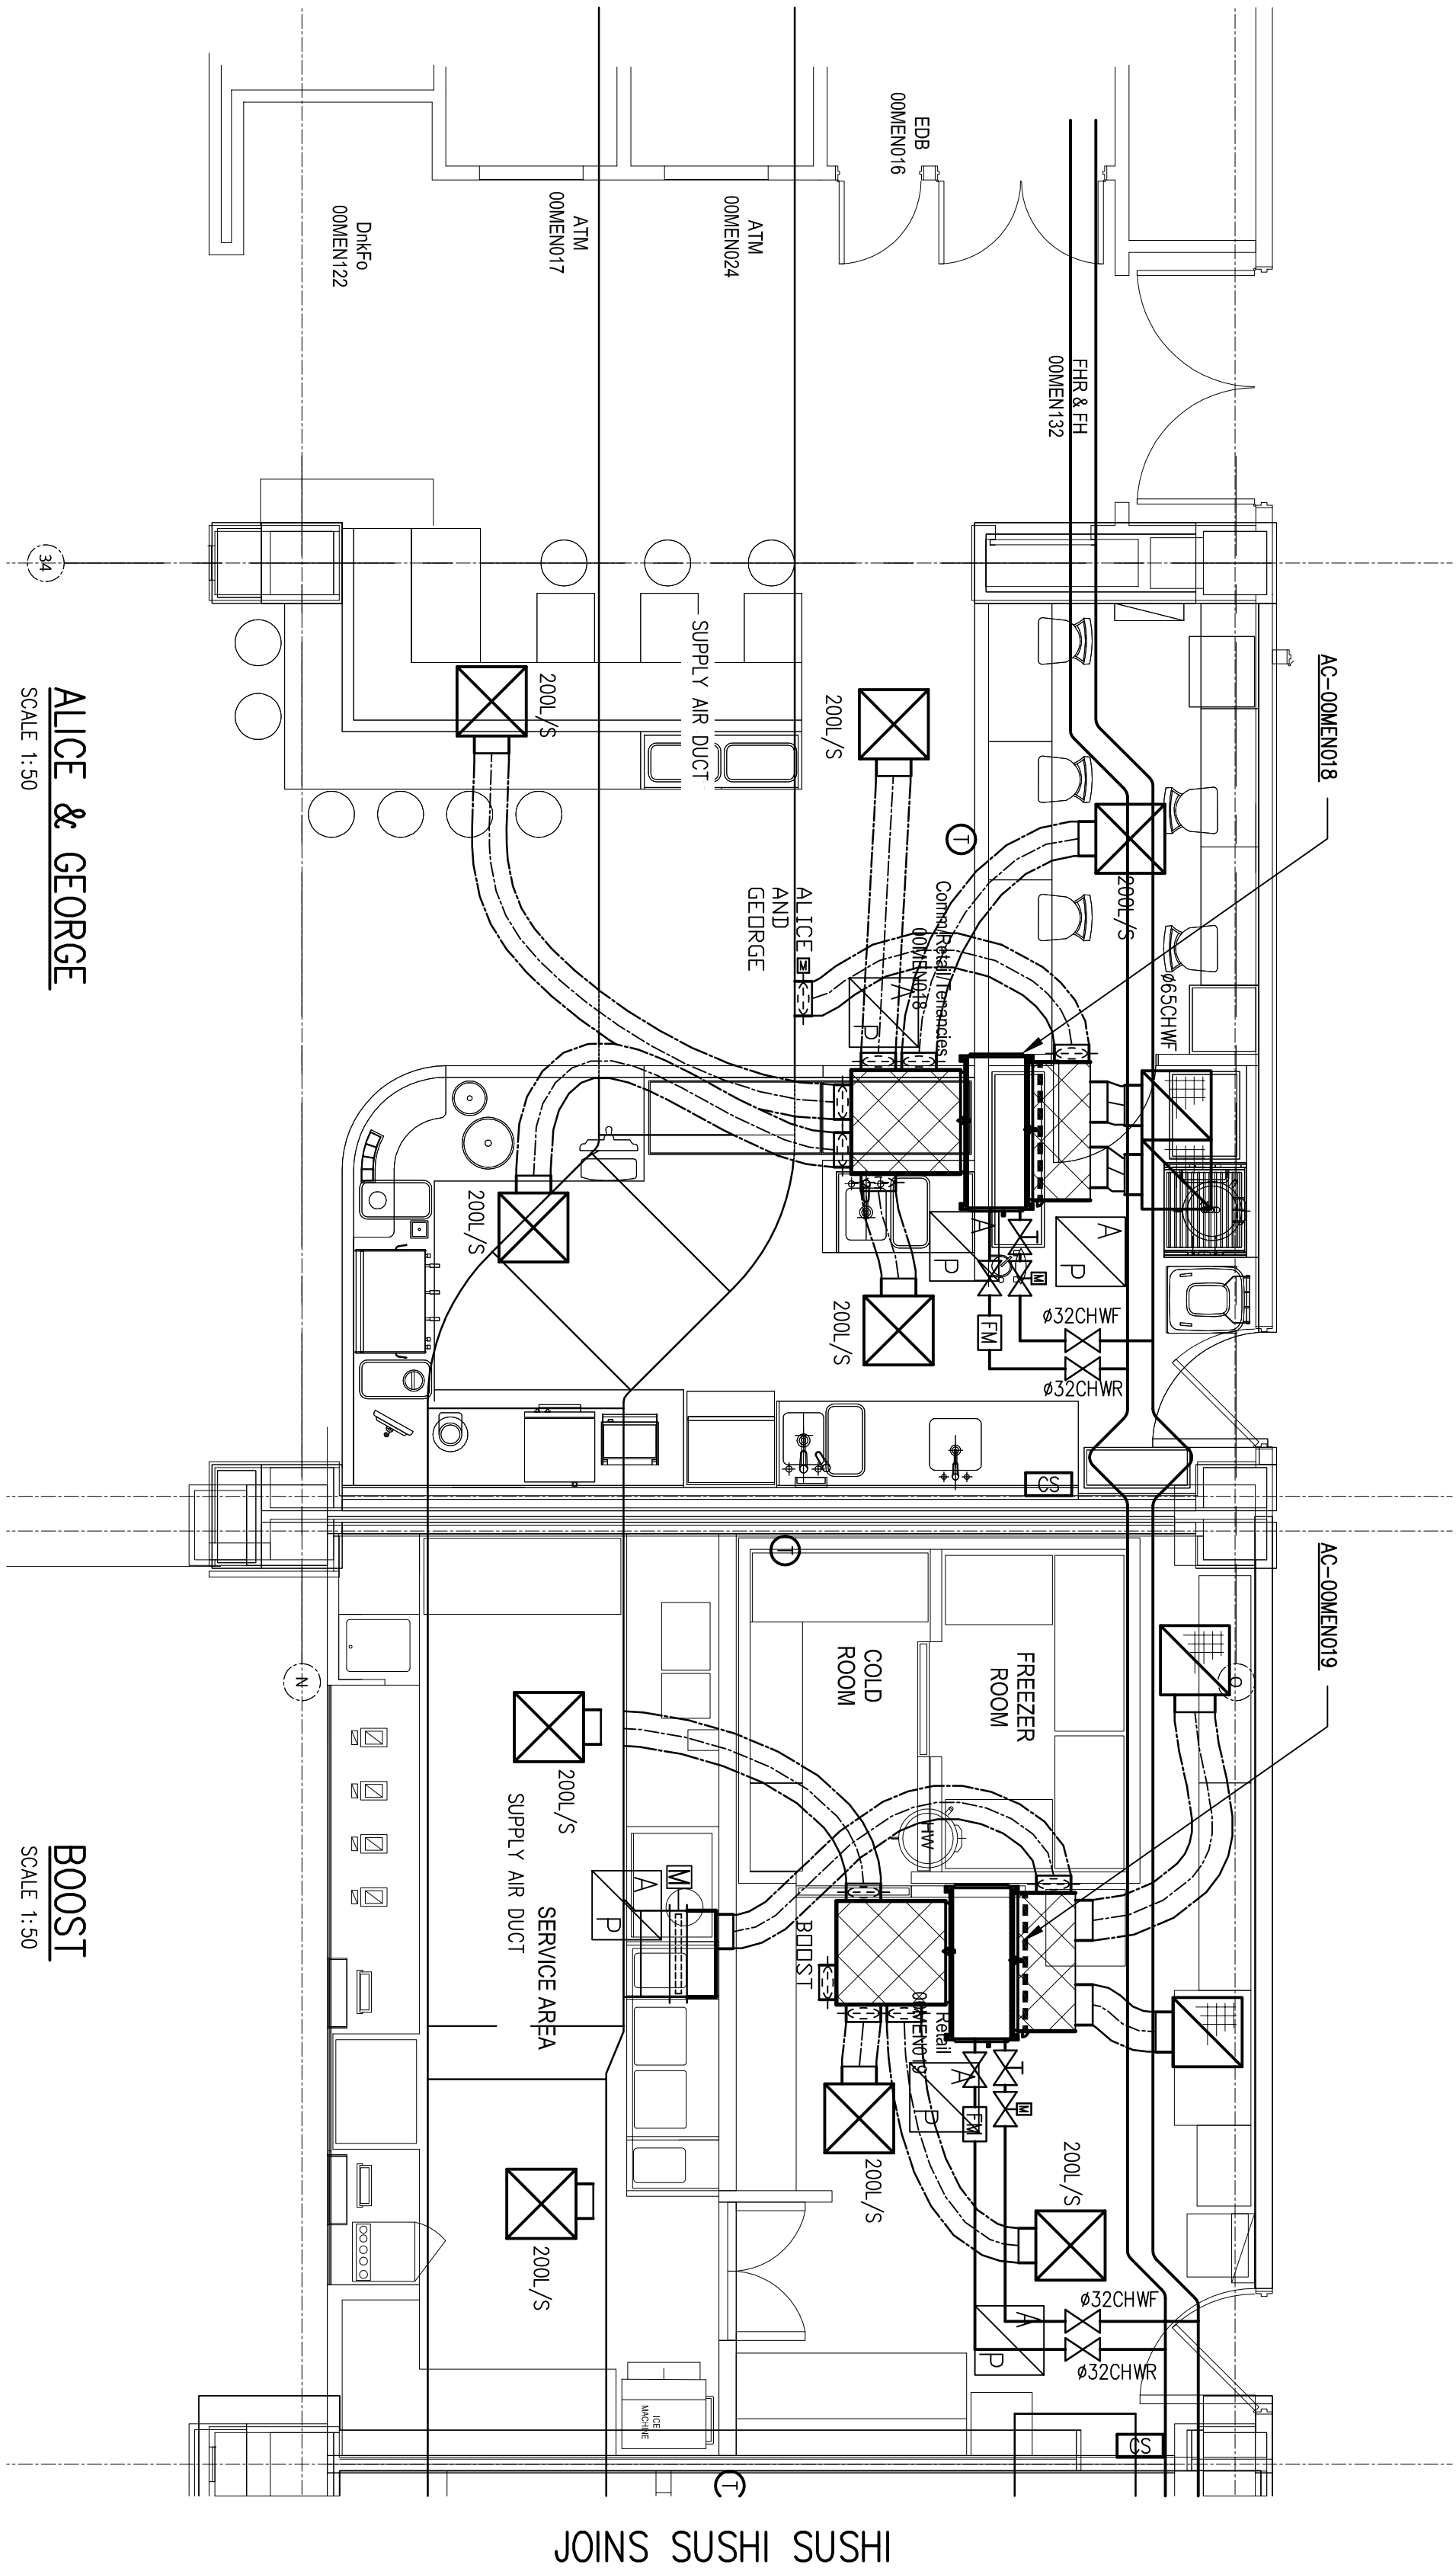 EDB
00MEN016
ATM
00MEN024
ATM
00MEN017
DnkFo
00MEN122
FHR & FH
00MEN132
34
AC-00MEN018
SUPPLY AIR DUCT
200L/S
200L/S
200L/S
T
ALICE
AND
GEORGE
M
Comm/Retail/Tenancies
00MEN018
A
P
Ø65CHWF
A
P
A
P
M
FM
200L/S
200L/S
Ø32CHWF
Ø32CHWR
CS
ALICE & GEORGE
SCALE 1:50
AC-00MEN019
T
N
O
COLD
ROOM
FREEZER
ROOM
HW
200L/S
SUPPLY AIR DUCT
SERVICE AREA
A
P
M
BOOST
Retail
00MEN019
A
P
M
FM
200L/S
200L/S
200L/S
Ø32CHWF
Ø32CHWR
A
P
ICE
MACHINE
CS
T
BOOST
SCALE 1:50
JOINS SUSHI SUSHI